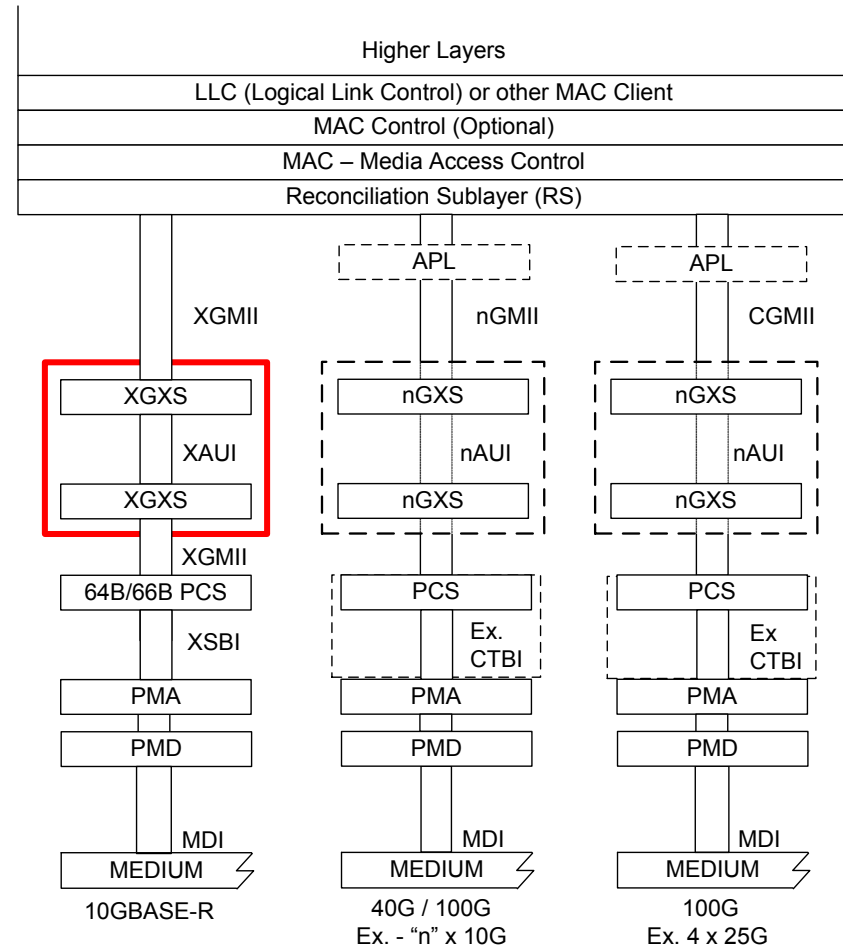 Higher Layers
LLC (Logical Link Control) or other MAC Client
MAC Control (Optional)
MAC – Media Access Control
Reconciliation Sublayer (RS)
XGMII
XGXS
XAUI
XGXS
XGMII
64B/66B PCS
XSBI
PMA
PMD
MDI
MEDIUM
10GBASE-R
APL
nGMII
nGXS
nAUI
nGXS
PCS
Ex.
CTBI
PMA
PMD
MDI
MEDIUM
40G / 100G
Ex. - “n” x 10G
APL
CGMII
nGXS
nAUI
nGXS
PCS
Ex
CTBI
PMA
PMD
MDI
MEDIUM
100G
Ex. 4 x 25G